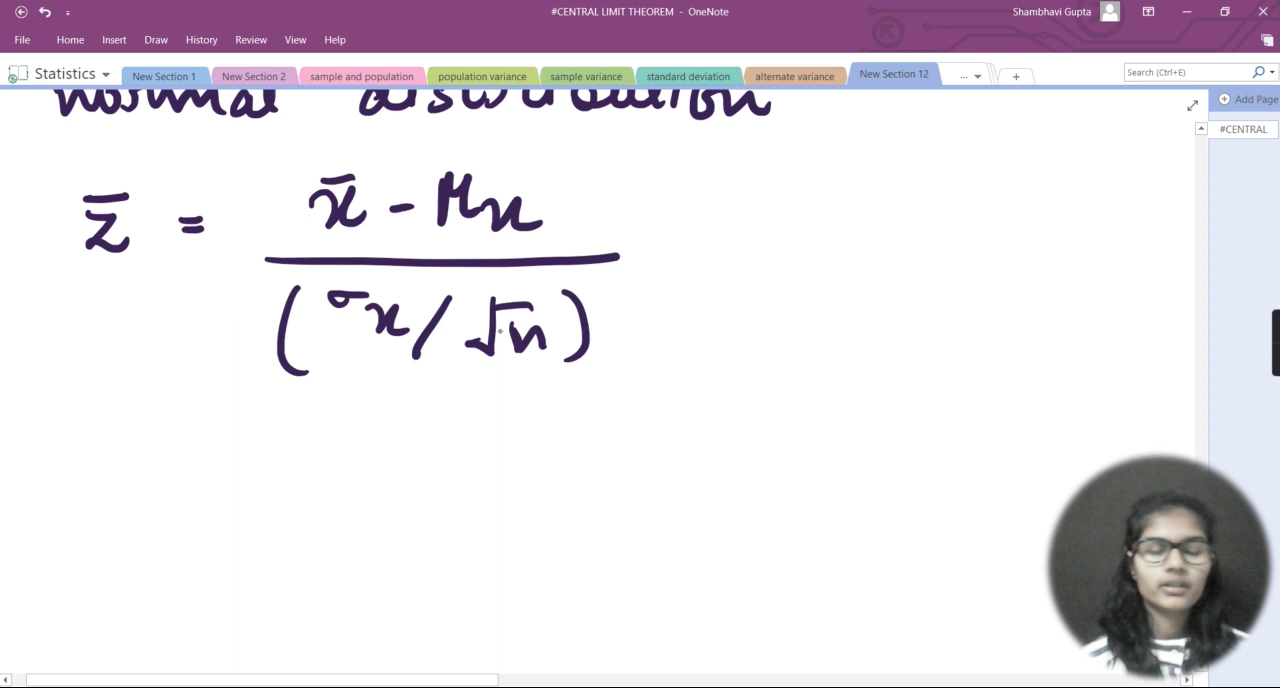 #CENTRAL LIMIT THEOREM - OneNote
Shambhavi Gupta
File Home Insert Draw History Review View Help
Statistics New Section 1 New Section 2 sample and population population variance sample variance standard deviation alternate variance New Section 12 ... + Search (Ctrl+E)
Add Page
#CENTRAL
normal distribution
z̄ = x̄ - μx
(σx/√n)